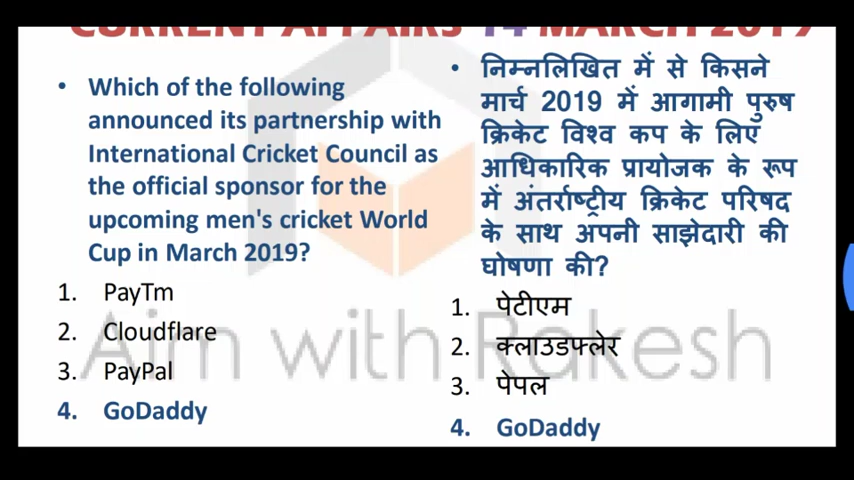 CURRENT AFFAIRS 14 MARCH 2019
• Which of the following
announced its partnership with
International Cricket Council as
the official sponsor for the
upcoming men's cricket World
Cup in March 2019?
1. PayTm
2. Cloudflare
3. PayPal
4. GoDaddy
• निम्नलिखित में से किसने
मार्च 2019 में आगामी पुरुष
क्रिकेट विश्व कप के लिए
आधिकारिक प्रायोजक के रूप
में अंतर्राष्ट्रीय क्रिकेट परिषद
के साथ अपनी साझेदारी की
घोषणा की?
1. पेटीएम
2. क्लाउडफ्लेर
3. पेपल
4. GoDaddy
Aim with Rakesh